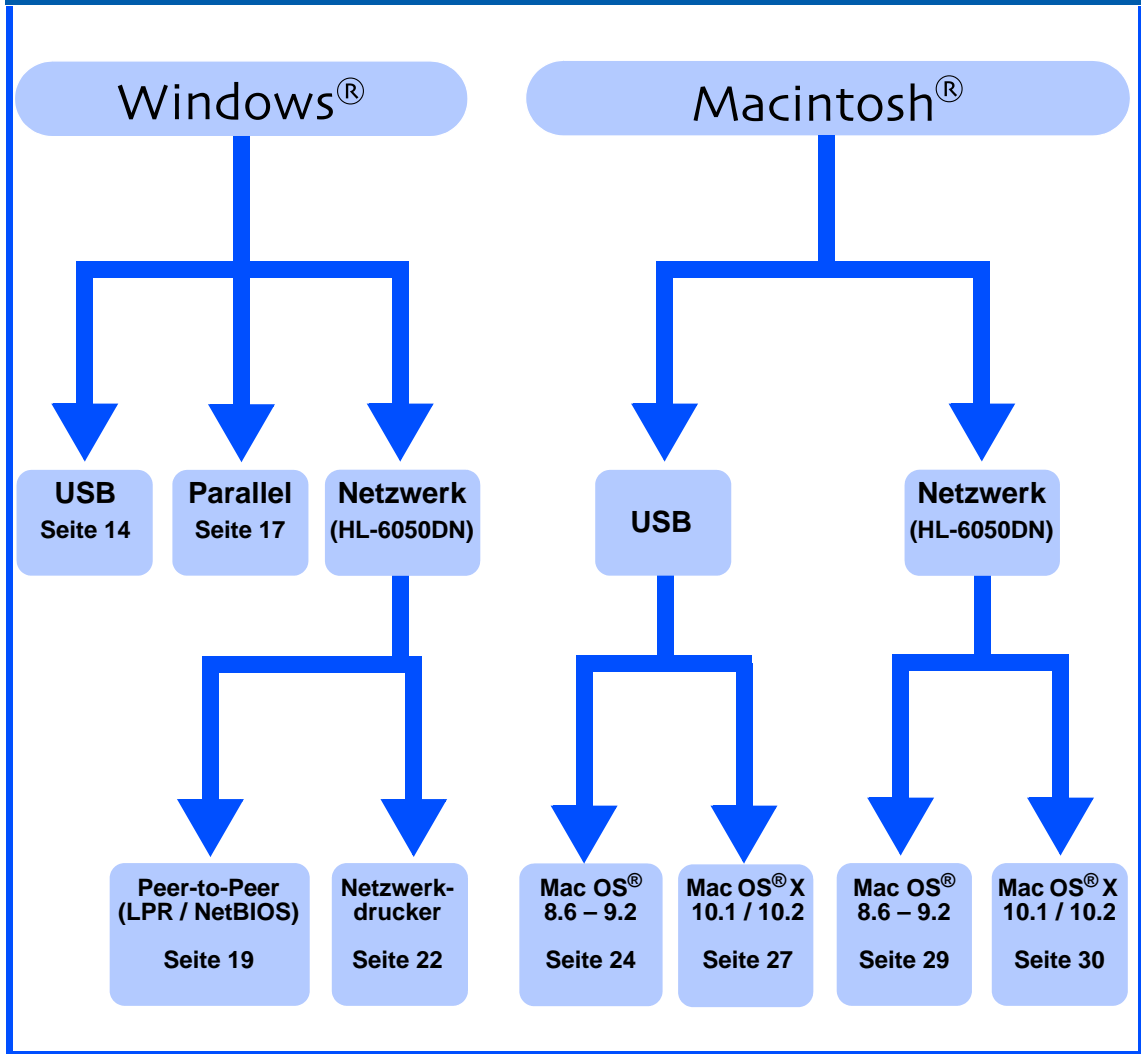 Windows®
Macintosh®
USB
Seite 14
Parallel
Seite 17
Netzwerk
(HL-6050DN)
USB
Netzwerk
(HL-6050DN)
Peer-to-Peer
(LPR / NetBIOS)
Seite 19
Netzwerk-
drucker
Seite 22
Mac OS®
8.6 – 9.2
Seite 24
Mac OS® X
10.1 / 10.2
Seite 27
Mac OS®
8.6 – 9.2
Seite 29
Mac OS® X
10.1 / 10.2
Seite 30